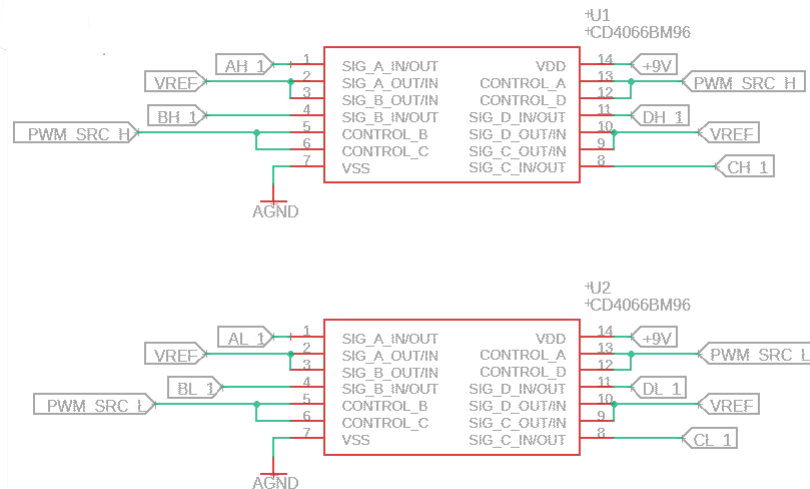 U1
CD4066BM96
AH_1 1 SIG_A_IN/OUT VDD 14 +9V
VREF 2 SIG_A_OUT/IN CONTROL_A 13 PWM_SRC_H
3 SIG_B_OUT/IN CONTROL_D 12
BH_1 4 SIG_B_IN/OUT SIG_D_IN/OUT 11 DH_1
PWM_SRC_H 5 CONTROL_B SIG_D_OUT/IN 10 VREF
6 CONTROL_C SIG_C_OUT/IN 9
7 VSS SIG_C_IN/OUT 8 CH_1
AGND
U2
CD4066BM96
AL_1 1 SIG_A_IN/OUT VDD 14 +9V
VREF 2 SIG_A_OUT/IN CONTROL_A 13 PWM_SRC_L
3 SIG_B_OUT/IN CONTROL_D 12
BL_1 4 SIG_B_IN/OUT SIG_D_IN/OUT 11 DL_1
PWM_SRC_L 5 CONTROL_B SIG_D_OUT/IN 10 VREF
6 CONTROL_C SIG_C_OUT/IN 9
7 VSS SIG_C_IN/OUT 8 CL_1
AGND